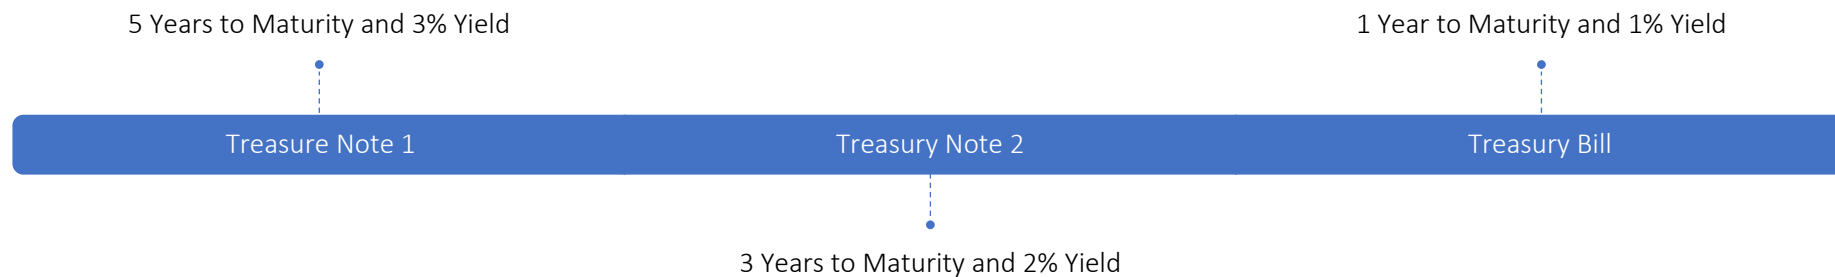 5 Years to Maturity and 3% Yield
1 Year to Maturity and 1% Yield
Treasure Note 1
Treasury Note 2
Treasury Bill
3 Years to Maturity and 2% Yield